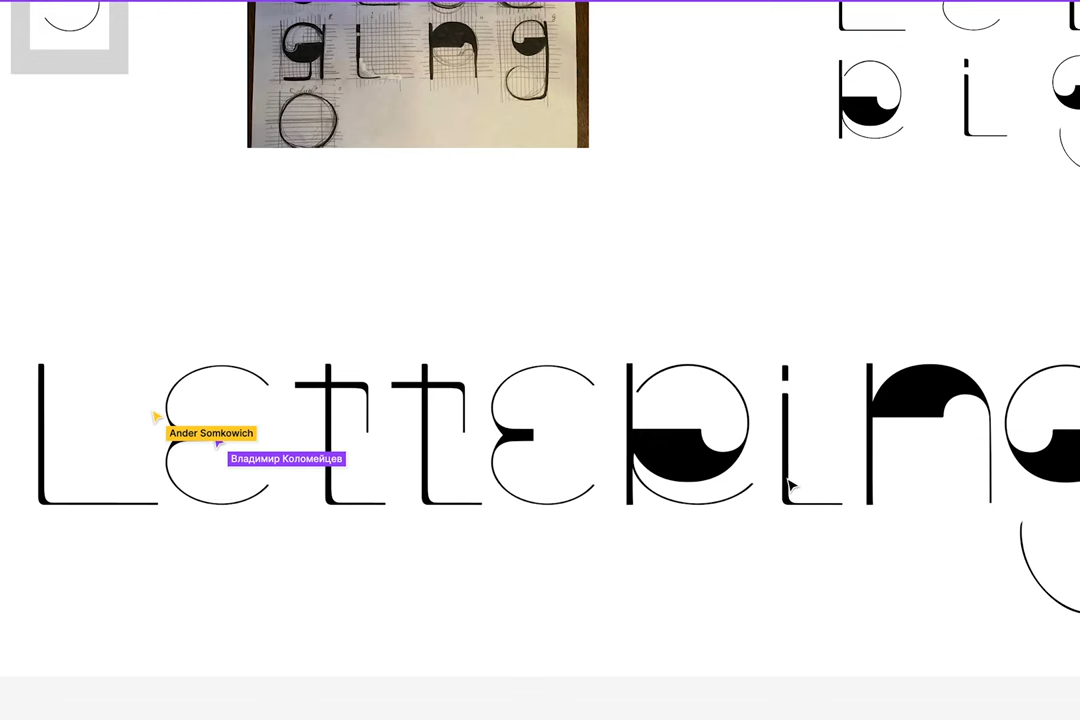 g i n g
o
L e
R i g
Lettering
Ander Somkowich
Владимир Коломейцев